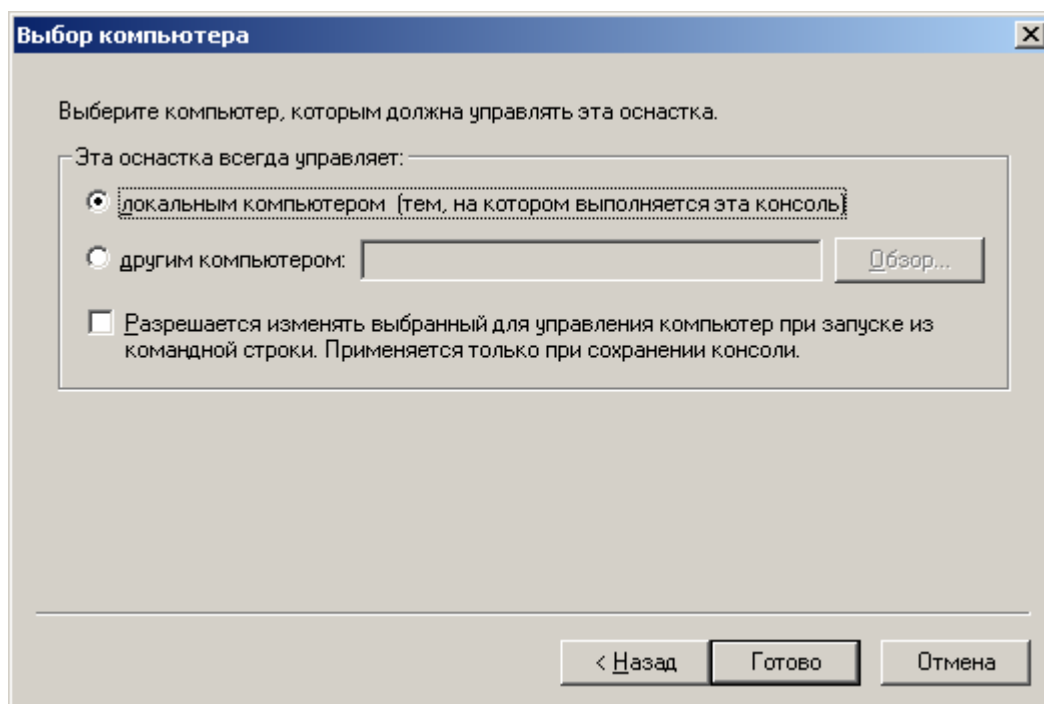 Выбор компьютера
Выберите компьютер, которым должна управлять эта оснастка.
Эта оснастка всегда управляет:
локальным компьютером (тем, на котором выполняется эта консоль)
другим компьютером:
Обзор...
Разрешается изменять выбранный для управления компьютер при запуске из
командной строки. Применяется только при сохранении консоли.
< Назад
Готово
Отмена